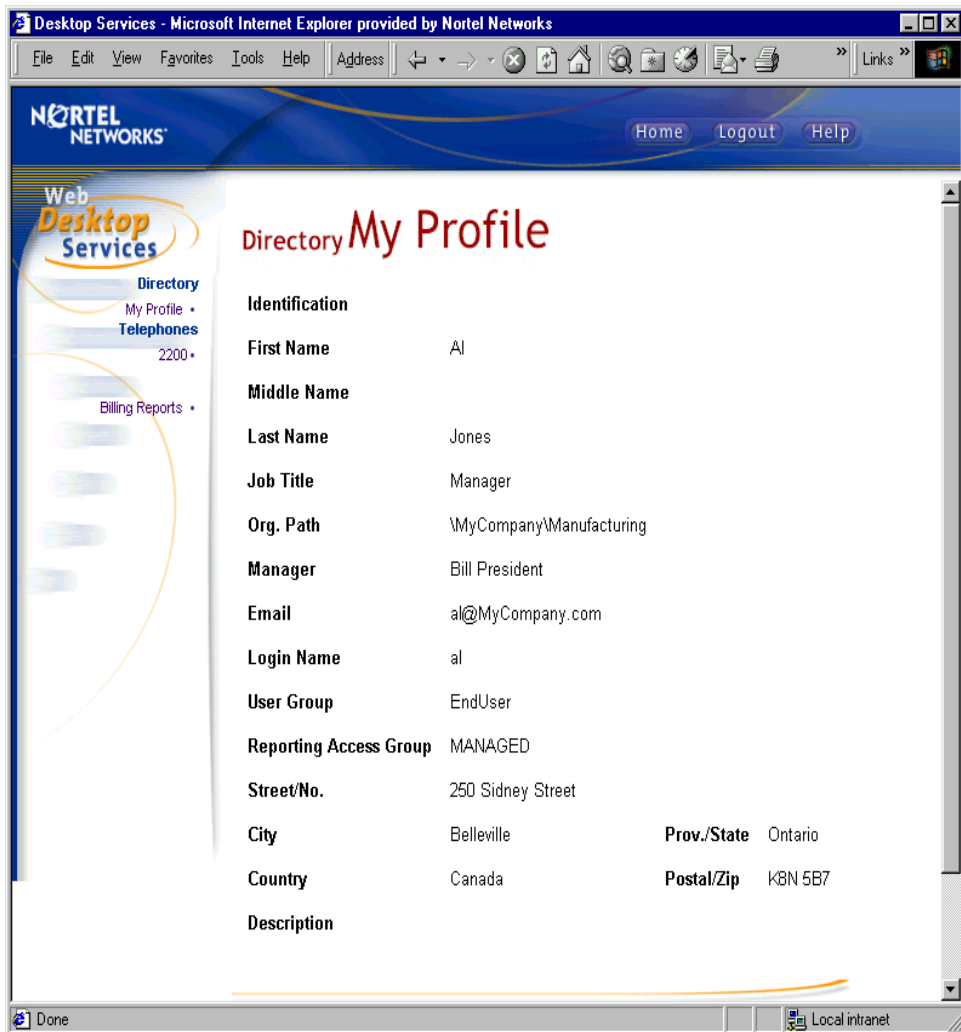 Desktop Services - Microsoft Internet Explorer provided by Nortel Networks
File Edit View Favorites Tools Help Address » Links »
NORTEL
NETWORKS
Home Logout Help
Web
Desktop
Services
Directory
My Profile •
Telephones
2200 •
Billing Reports •
Directory My Profile
Identification
First Name Al
Middle Name
Last Name Jones
Job Title Manager
Org. Path \MyCompany\Manufacturing
Manager Bill President
Email al@MyCompany.com
Login Name al
User Group EndUser
Reporting Access Group MANAGED
Street/No. 250 Sidney Street
City Belleville Prov./State Ontario
Country Canada Postal/Zip K8N 5B7
Description
Done Local intranet